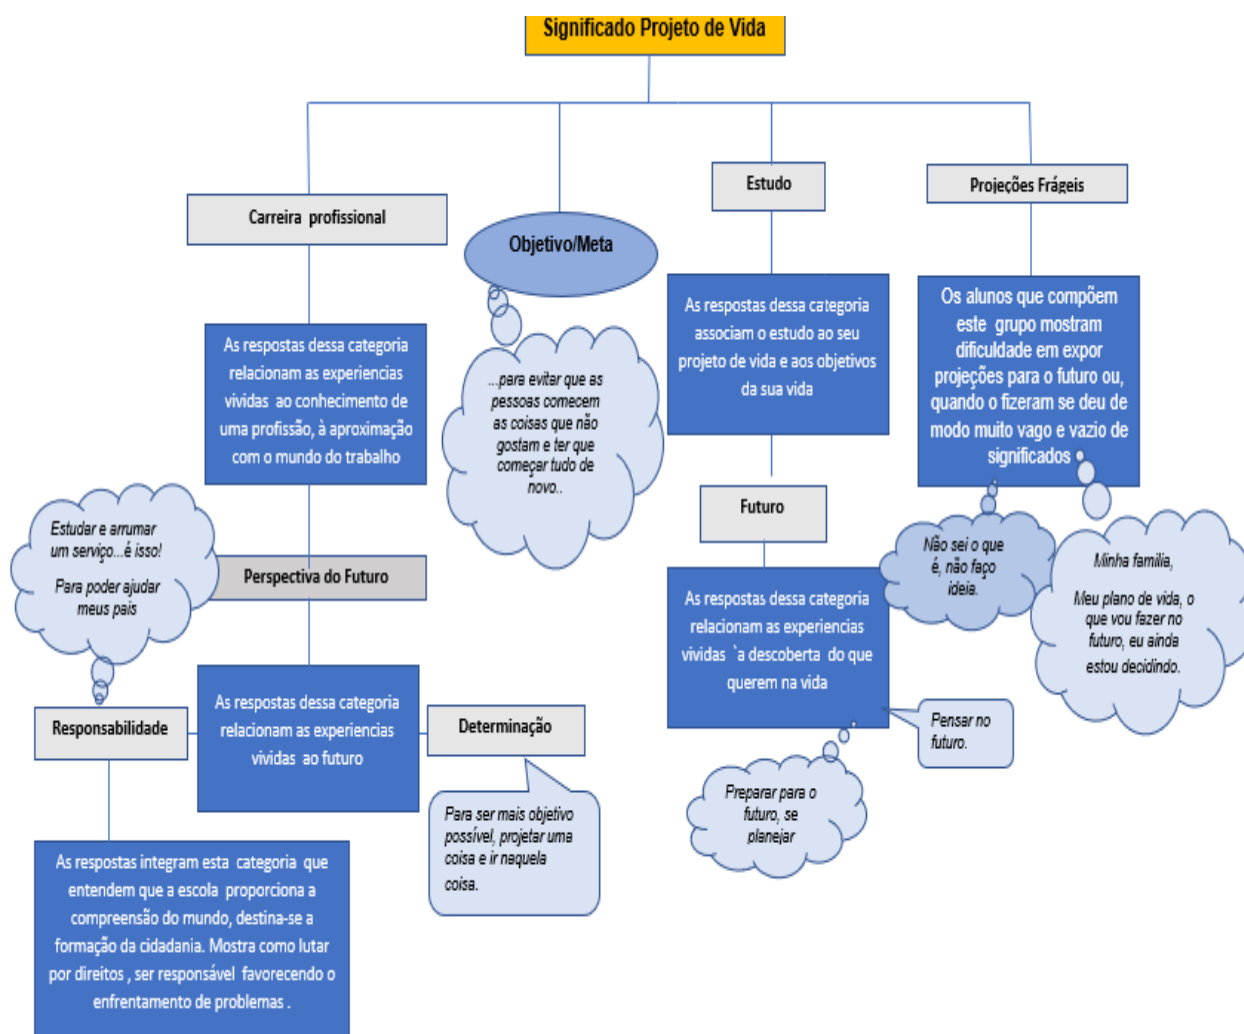 Significado Projeto de Vida
Carreira profissional
As respostas dessa categoria
relacionam as experiencias
vividas ao conhecimento de
uma profissão, à aproximação
com o mundo do trabalho
Estudar e arrumar
um serviço...é isso!
Para poder ajudar
meus pais
Perspectiva do Futuro
As respostas dessa categoria
relacionam as experiencias
vividas ao futuro
Responsabilidade
As respostas integram esta categoria que
entendem que a escola proporciona a
compreensão do mundo, destina-se a
formação da cidadania. Mostra como lutar
por direitos , ser responsável favorecendo o
enfrentamento de problemas .
Determinação
Para ser mais objetivo
possível, projetar uma
coisa e ir naquela
coisa.
Objetivo/Meta
...para evitar que as
pessoas comecem
as coisas que não
gostam e ter que
começar tudo de
novo..
Estudo
As respostas dessa categoria
associam o estudo ao seu
projeto de vida e aos objetivos
da sua vida
Futuro
As respostas dessa categoria
relacionam as experiencias
vividas `a descoberta do que
querem na vida
Pensar no
futuro.
Preparar para o
futuro, se
planejar
Projeções Frágeis
Os alunos que compõem
este grupo mostram
dificuldade em expor
projeções para o futuro ou,
quando o fizeram se deu de
modo muito vago e vazio de
significados
Não sei o que
é, não faço
ideia.
Minha familia,
Meu plano de vida, o
que vou fazer no
futuro, eu ainda
estou decidindo.